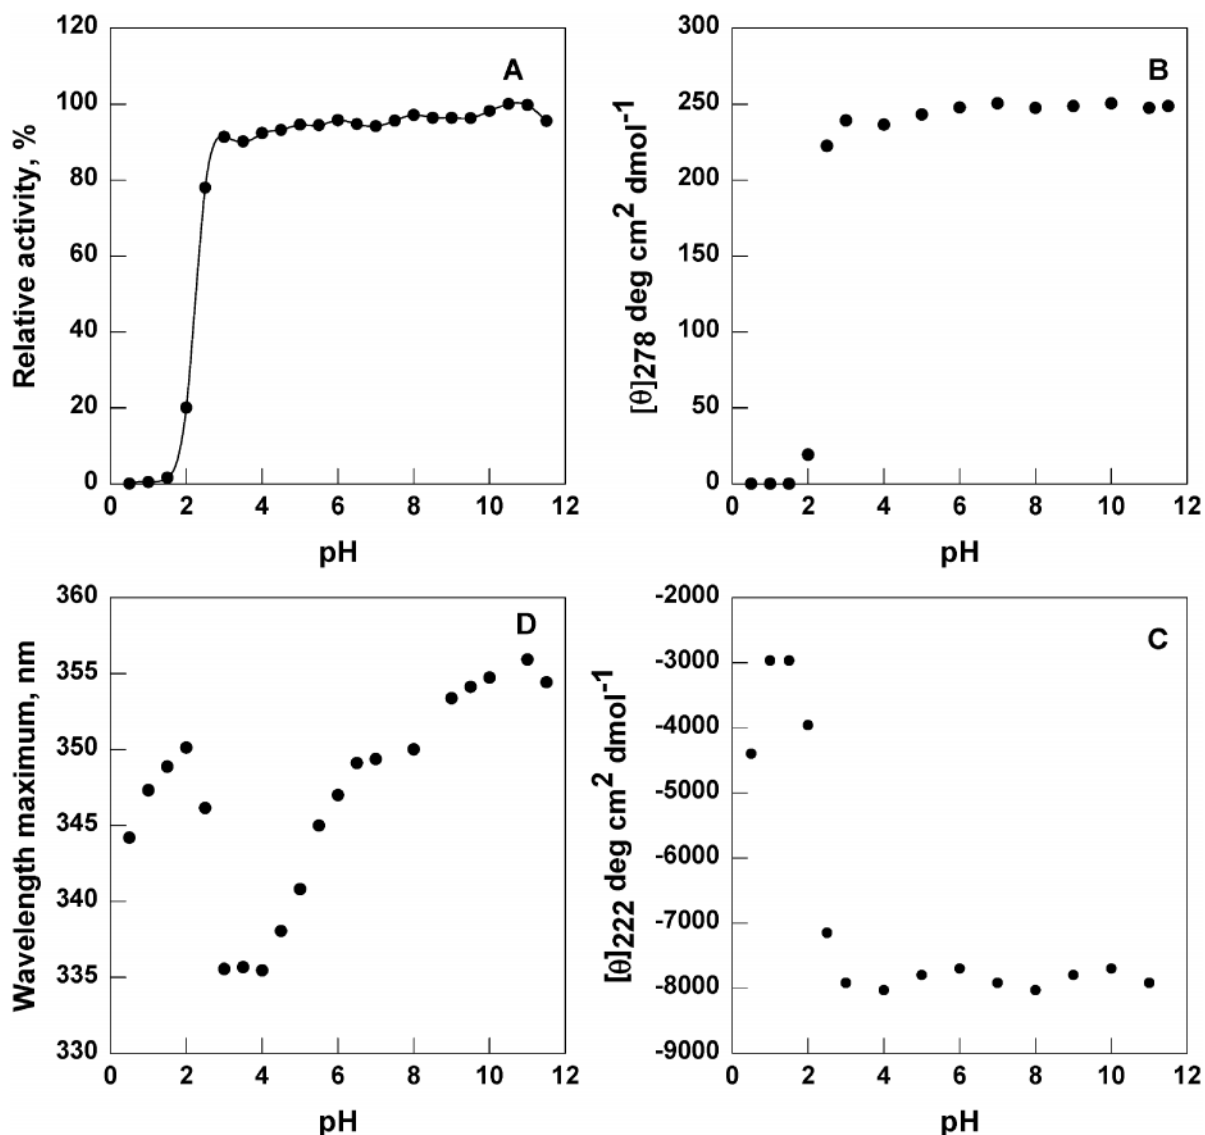 A
Relative activity, %
120
100
80
60
40
20
0
0 2 4 6 8 10 12
pH
B
[θ]278 deg cm2 dmol-1
300
250
200
150
100
50
0
0 2 4 6 8 10 12
pH
D
Wavelength maximum, nm
360
355
350
345
340
335
330
0 2 4 6 8 10 12
pH
C
[θ]222 deg cm2 dmol-1
-2000
-3000
-4000
-5000
-6000
-7000
-8000
-9000
0 2 4 6 8 10 12
pH